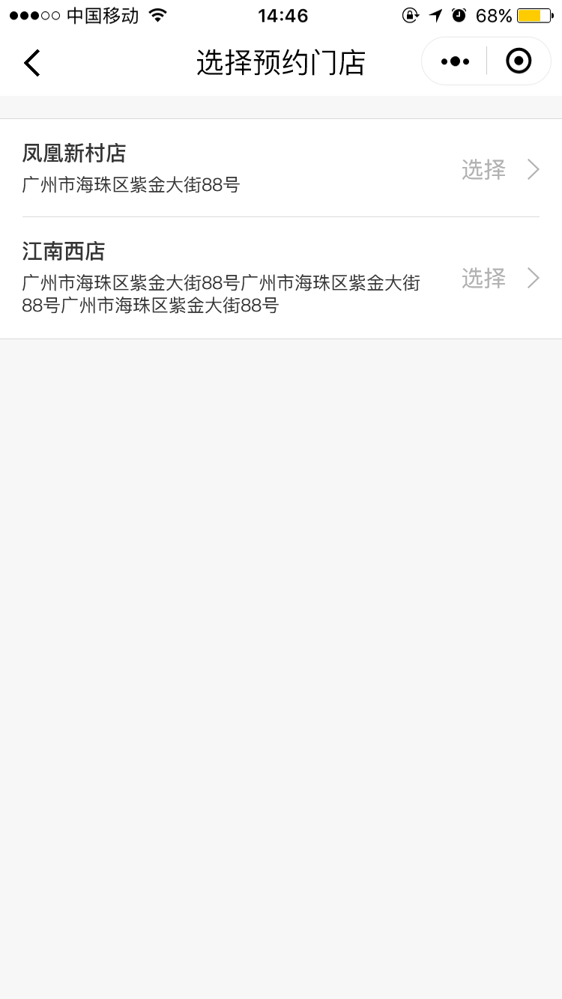 中国移动 14:46 68%
选择预约门店
凤凰新村店
广州市海珠区紫金大街88号
选择
江南西店
广州市海珠区紫金大街88号广州市海珠区紫金大街
88号广州市海珠区紫金大街88号
选择